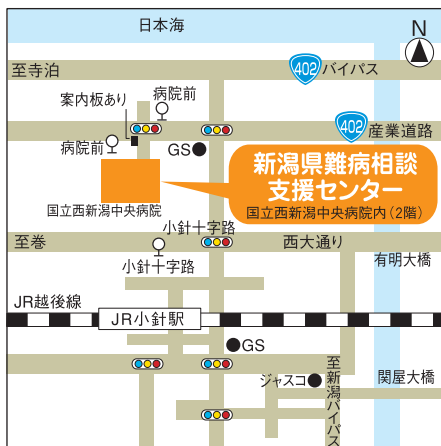 日本海
N
至寺泊
402
バイパス
案内板あり
病院前
402
産業道路
病院前
GS
新潟県難病相談
支援センター
国立西新潟中央病院内(2階)
国立西新潟中央病院
小針十字路
至巻
西大通り
小針十字路
有明大橋
JR越後線
JR小針駅
GS
至新潟バイパス
ジャスコ
関屋大橋